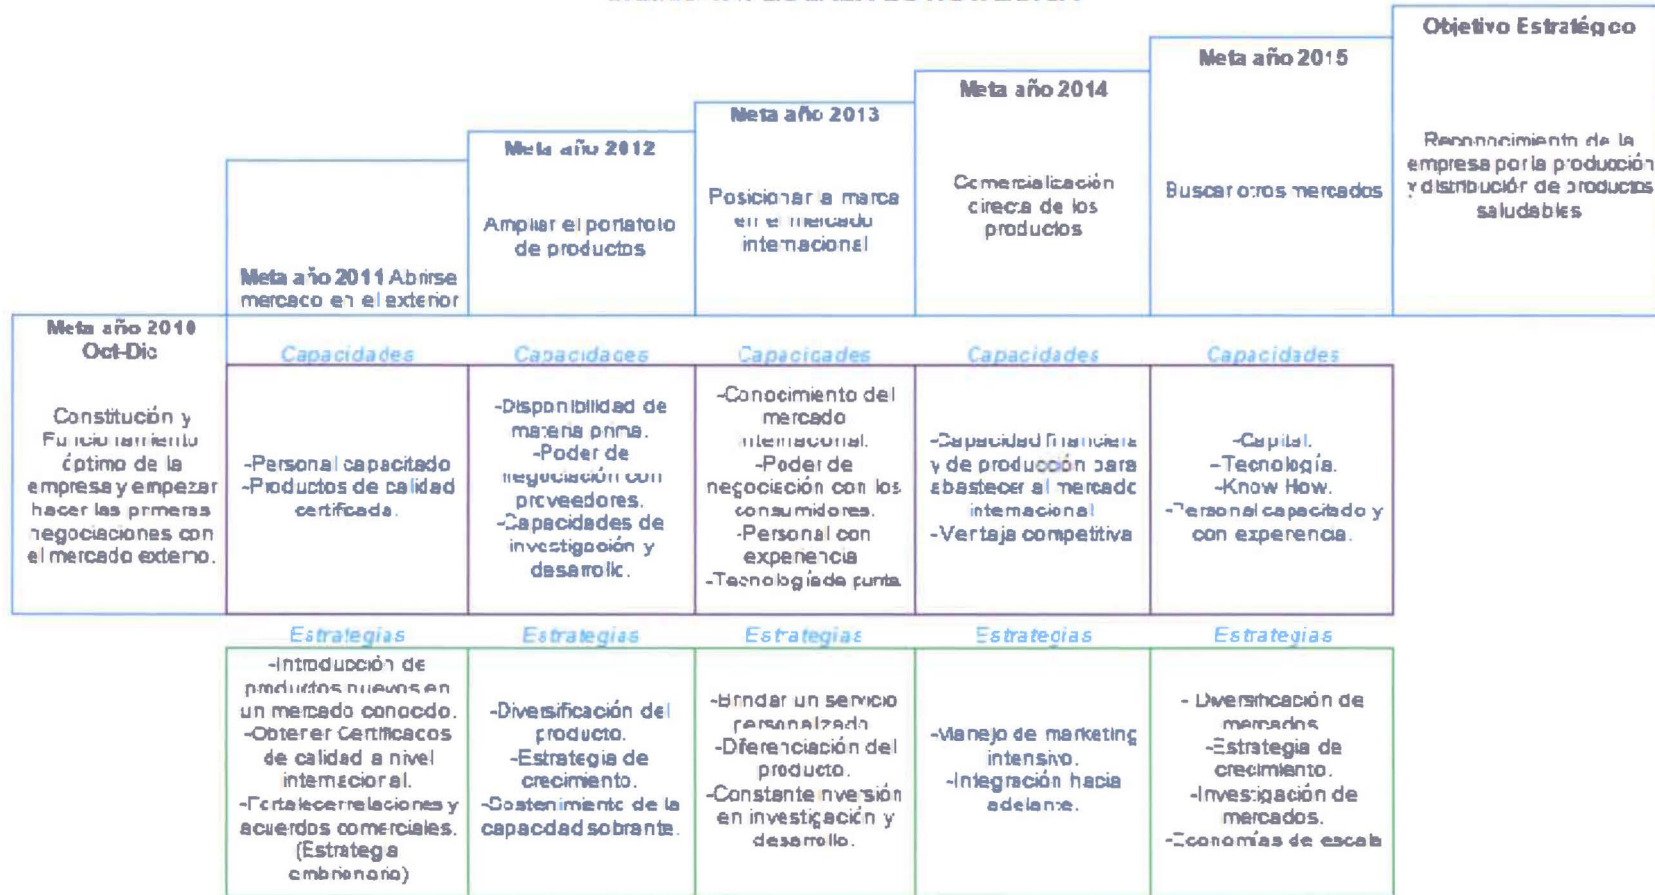 Objetivo Estratégico
Reconocimiento de la
empresa por la producción
y distribución de productos
saludables
Meta año 2015
Buscar otros mercados
Meta año 2014
Comercialización
directa de los
productos
Meta año 2013
Posicionar la marca
en el mercado
internacional
Meta año 2012
Ampliar el portafolio
de productos
Meta año 2011 Abrirse
mercado en el exterior
Meta año 2010
Oct-Dic
Constitución y
Funcionamiento
óptimo de la
empresa y empezar
hacer las primeras
negociaciones con
el mercado externo.
Capacidades
-Personal capacitado
-Productos de calidad
certificada.
Capacidades
-Disponibilidad de
materia prima.
-Poder de
negociación con
proveedores.
-Capacidades de
investigación y
desarrollo.
Capacidades
-Conocimiento del
mercado
internacional.
-Poder de
negociación con los
consumidores.
-Personal con
experiencia
-Tecnología de punta
Capacidades
-Capacidad financiera
y de producción para
abastecer al mercado
internacional
-Ventaja competitiva
Capacidades
-Capital.
-Tecnología.
-Know How.
-Personal capacitado y
con experencia.
Estrategias
-Introducción de
productos nuevos en
un mercado conocido.
-Obtener Certificados
de calidad a nivel
internacional.
-Fortalecer relaciones y
acuerdos comerciales.
(Estrategia
embrionario)
Estrategias
-Diversificación del
producto.
-Estrategia de
crecimiento.
-Sostenimiento de la
capacidad sobrante.
Estrategias
-Brindar un servicio
personalzado
-Diferenciación del
producto.
-Constante inversión
en investigación y
desarrollo.
Estrategias
-Manejo de marketing
intensivo.
-Integración hacia
adelante.
Estrategias
- Diversificación de
mercados
-Estrategia de
crecimiento.
-Investigación de
mercados.
-Economías de escala